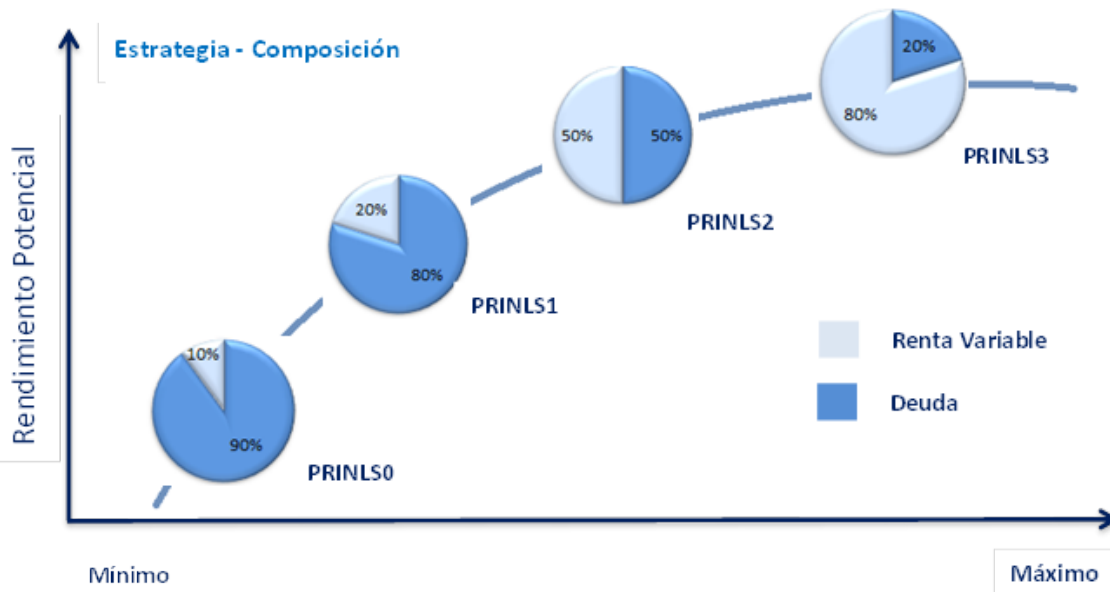 Estrategia - Composición
Rendimiento Potencial
20%
80%
PRINLS3
50%
50%
PRINLS2
20%
80%
PRINLS1
10%
90%
PRINLS0
Renta Variable
Deuda
Mínimo
Máximo